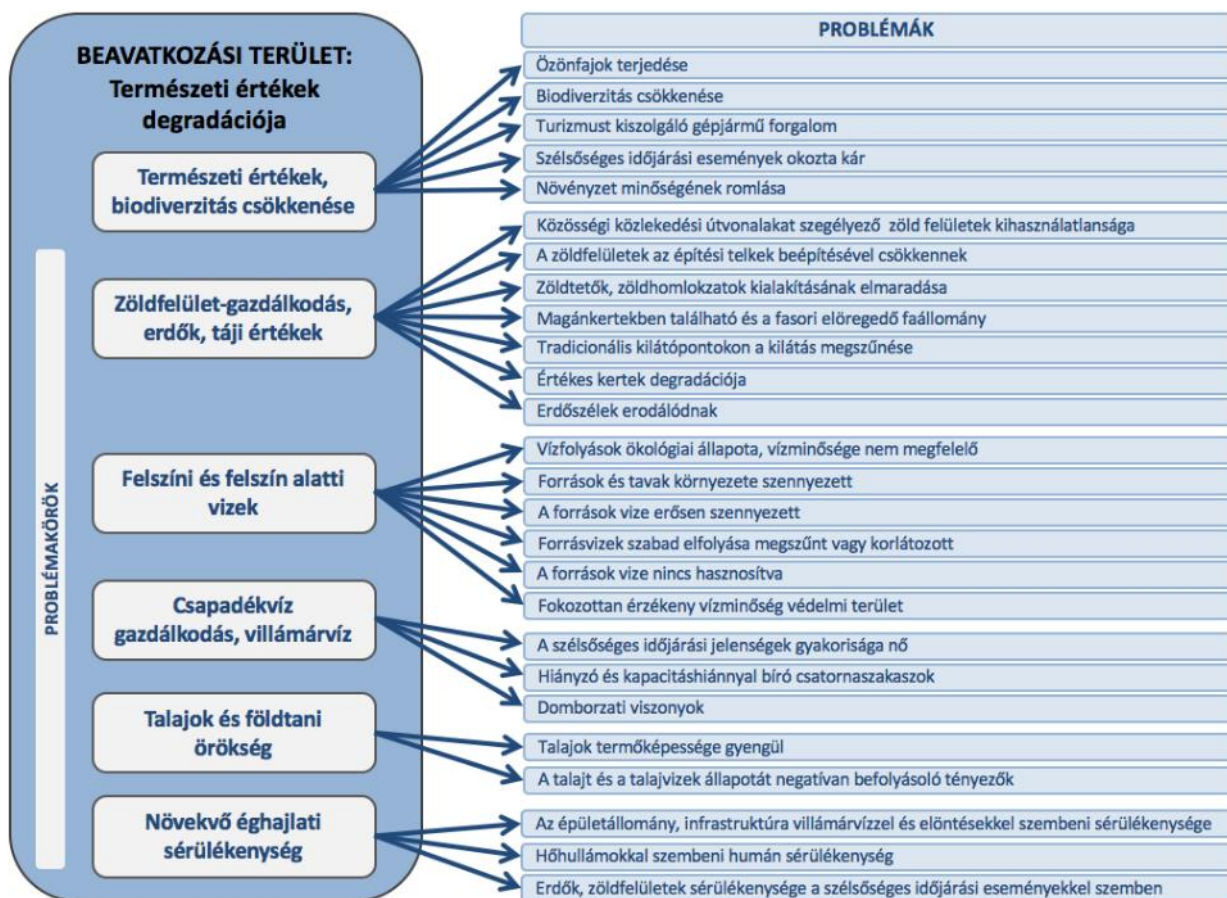 BEAVATKOZÁSI TERÜLET:
Természeti értékek
degradációja
PROBLÉMAKÖRÖK
Természeti értékek,
biodiverzitás csökkenése
Zöldfelület-gazdálkodás,
erdők, táji értékek
Felszíni és felszín alatti
vizek
Csapadékvíz
gazdálkodás, villámárvíz
Talajok és földtani
örökség
Növekvő éghajlati
sérülékenység
PROBLÉMÁK
Özönfajok terjedése
Biodiverzitás csökkenése
Turizmust kiszolgáló gépjármű forgalom
Szélsőséges időjárási események okozta kár
Növényzet minőségének romlása
Közösségi közlekedési útvonalakat szegélyező zöld felületek kihasználatlansága
A zöldfelületek az építési telkek beépítésével csökkennek
Zöldtetők, zöldhomlokzatok kialakításának elmaradása
Magánkertekben található és a fasori elöregedő faállomány
Tradicionális kilátópontokon a kilátás megszűnése
Értékes kertek degradációja
Erdőszélek erodálódnak
Vízfolyások ökológiai állapota, vízminősége nem megfelelő
Források és tavak környezete szennyezett
A források vize erősen szennyezett
Forrásvizek szabad elfolyása megszűnt vagy korlátozott
A források vize nincs hasznosítva
Fokozottan érzékeny vízminőség védelmi terület
A szélsőséges időjárási jelenségek gyakorisága nő
Hiányzó és kapacitáshiánnyal bíró csatornaszakaszok
Domborzati viszonyok
Talajok termőképessége gyengül
A talajt és a talajvizek állapotát negatívan befolyásoló tényezők
Az épületállomány, infrastruktúra villámárvízzel és elöntésekkel szembeni sérülékenysége
Hőhullámokkal szembeni humán sérülékenység
Erdők, zöldfelületek sérülékenysége a szélsőséges időjárási eseményekkel szemben